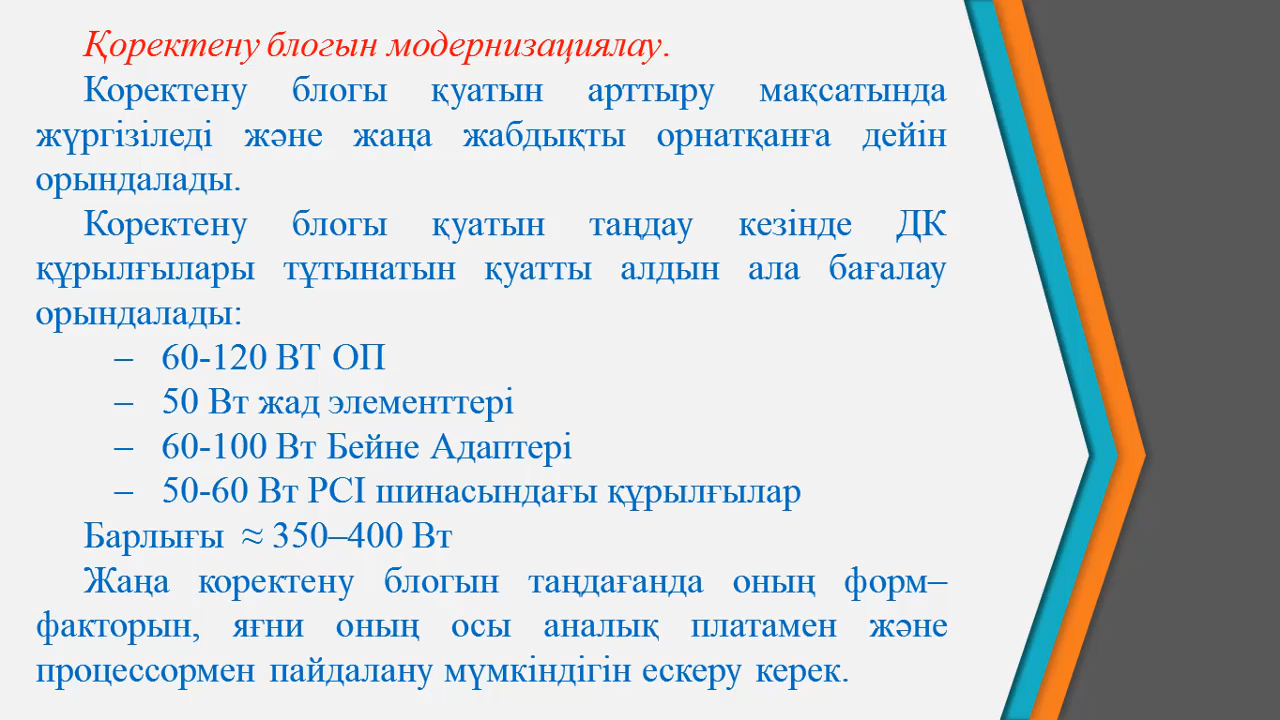 Қоректену блогын модернизациялау.
Коректену блогы қуатын арттыру мақсатында
жүргізіледі және жаңа жабдықты орнатқанға дейін
орындалады.
Коректену блогы қуатын таңдау кезінде ДК
құрылғылары тұтынатын қуатты алдын ала бағалау
орындалады:
– 60-120 ВТ ОП
– 50 Вт жад элементтері
– 60-100 Вт Бейне Адаптері
– 50-60 Вт PCI шинасындағы құрылғылар
Барлығы ≈ 350–400 Вт
Жаңа коректену блогын таңдағанда оның форм–
факторын, яғни оның осы аналық платамен және
процессормен пайдалану мүмкіндігін ескеру керек.